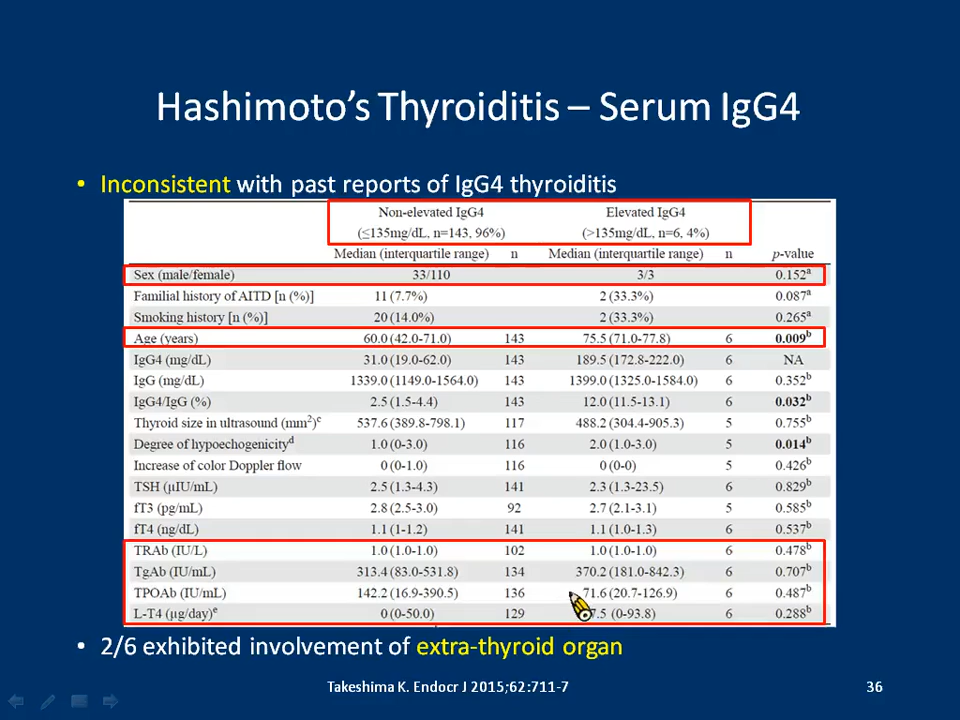 Hashimoto's Thyroiditis – Serum IgG4
• Inconsistent with past reports of IgG4 thyroiditis
Non-elevated IgG4 Elevated IgG4
(≤135mg/dL, n=143, 96%) (>135mg/dL, n=6, 4%)
Median (interquartile range) n Median (interquartile range) n p-value
Sex (male/female) 33/110 3/3 0.152a
Familial history of AITD [n (%)] 11 (7.7%) 2 (33.3%) 0.087a
Smoking history [n (%)] 20 (14.0%) 2 (33.3%) 0.265a
Age (years) 60.0 (42.0-71.0) 143 75.5 (71.0-77.8) 6 0.009b
IgG4 (mg/dL) 31.0 (19.0-62.0) 143 189.5 (172.8-222.0) 6 NA
IgG (mg/dL) 1339.0 (1149.0-1564.0) 143 1399.0 (1325.0-1584.0) 6 0.352b
IgG4/IgG (%) 2.5 (1.5-4.4) 143 12.0 (11.5-13.1) 6 0.032b
Thyroid size in ultrasound (mm2)c 537.6 (389.8-798.1) 117 488.2 (304.4-905.3) 5 0.755b
Degree of hypoechogenicityd 1.0 (0-3.0) 116 2.0 (1.0-3.0) 5 0.014b
Increase of color Doppler flow 0 (0-1.0) 116 0 (0-0) 5 0.426b
TSH (μIU/mL) 2.5 (1.3-4.3) 141 2.3 (1.3-23.5) 6 0.829b
fT3 (pg/mL) 2.8 (2.5-3.0) 92 2.7 (2.1-3.1) 5 0.585b
fT4 (ng/dL) 1.1 (1-1.2) 141 1.1 (1.0-1.3) 6 0.537b
TRAb (IU/L) 1.0 (1.0-1.0) 102 1.0 (1.0-1.0) 6 0.478b
TgAb (IU/mL) 313.4 (83.0-531.8) 134 370.2 (181.0-842.3) 6 0.707b
TPOAb (IU/mL) 142.2 (16.9-390.5) 136 71.6 (20.7-126.9) 6 0.487b
L-T4 (μg/day)e 0 (0-50.0) 129 (0-93.8) 6 0.288b
• 2/6 exhibited involvement of extra-thyroid organ
Takeshima K. Endocr J 2015;62:711-7 36